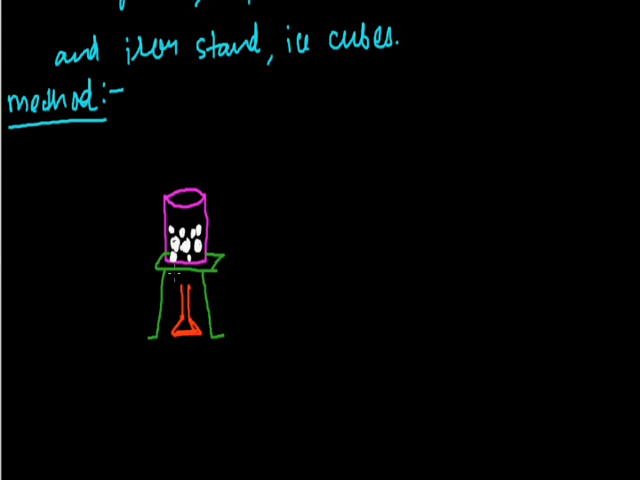 and iron stand, ice cubes.
method:-